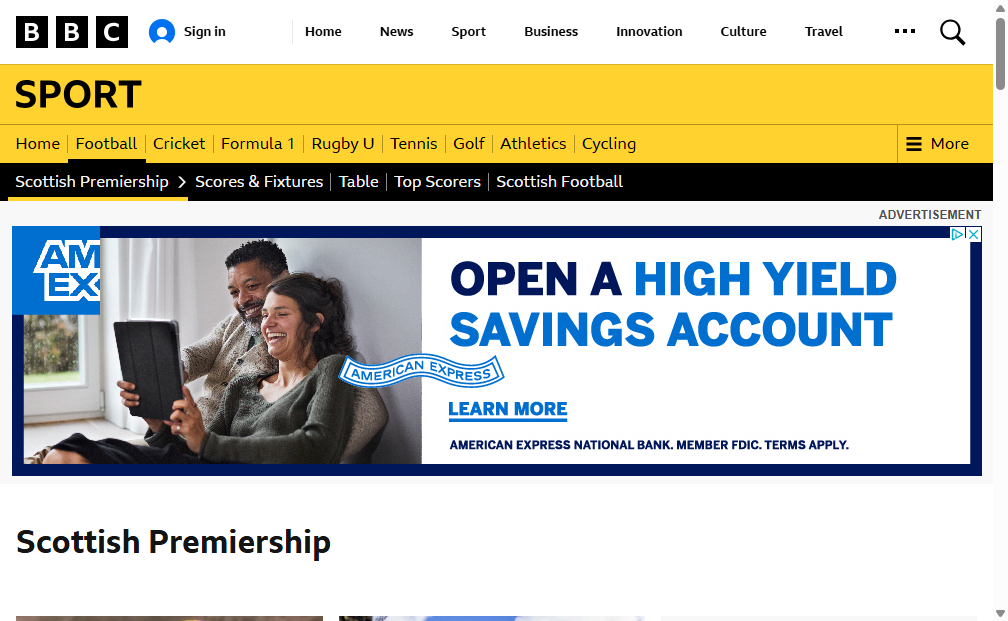 BBC Sign in Home News Sport Business Innovation Culture Travel
SPORT
Home Football Cricket Formula 1 Rugby U Tennis Golf Athletics Cycling More
Scottish Premiership Scores & Fixtures Table Top Scorers Scottish Football
ADVERTISEMENT
AM
EX
OPEN A HIGH YIELD
SAVINGS ACCOUNT
AMERICAN EXPRESS
LEARN MORE
AMERICAN EXPRESS NATIONAL BANK. MEMBER FDIC. TERMS APPLY.
Scottish Premiership